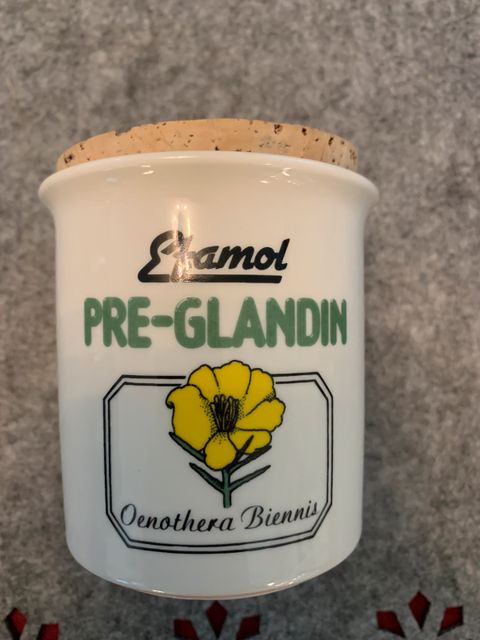 Efamol
PRE-GLANDIN
Oenothera Biennis